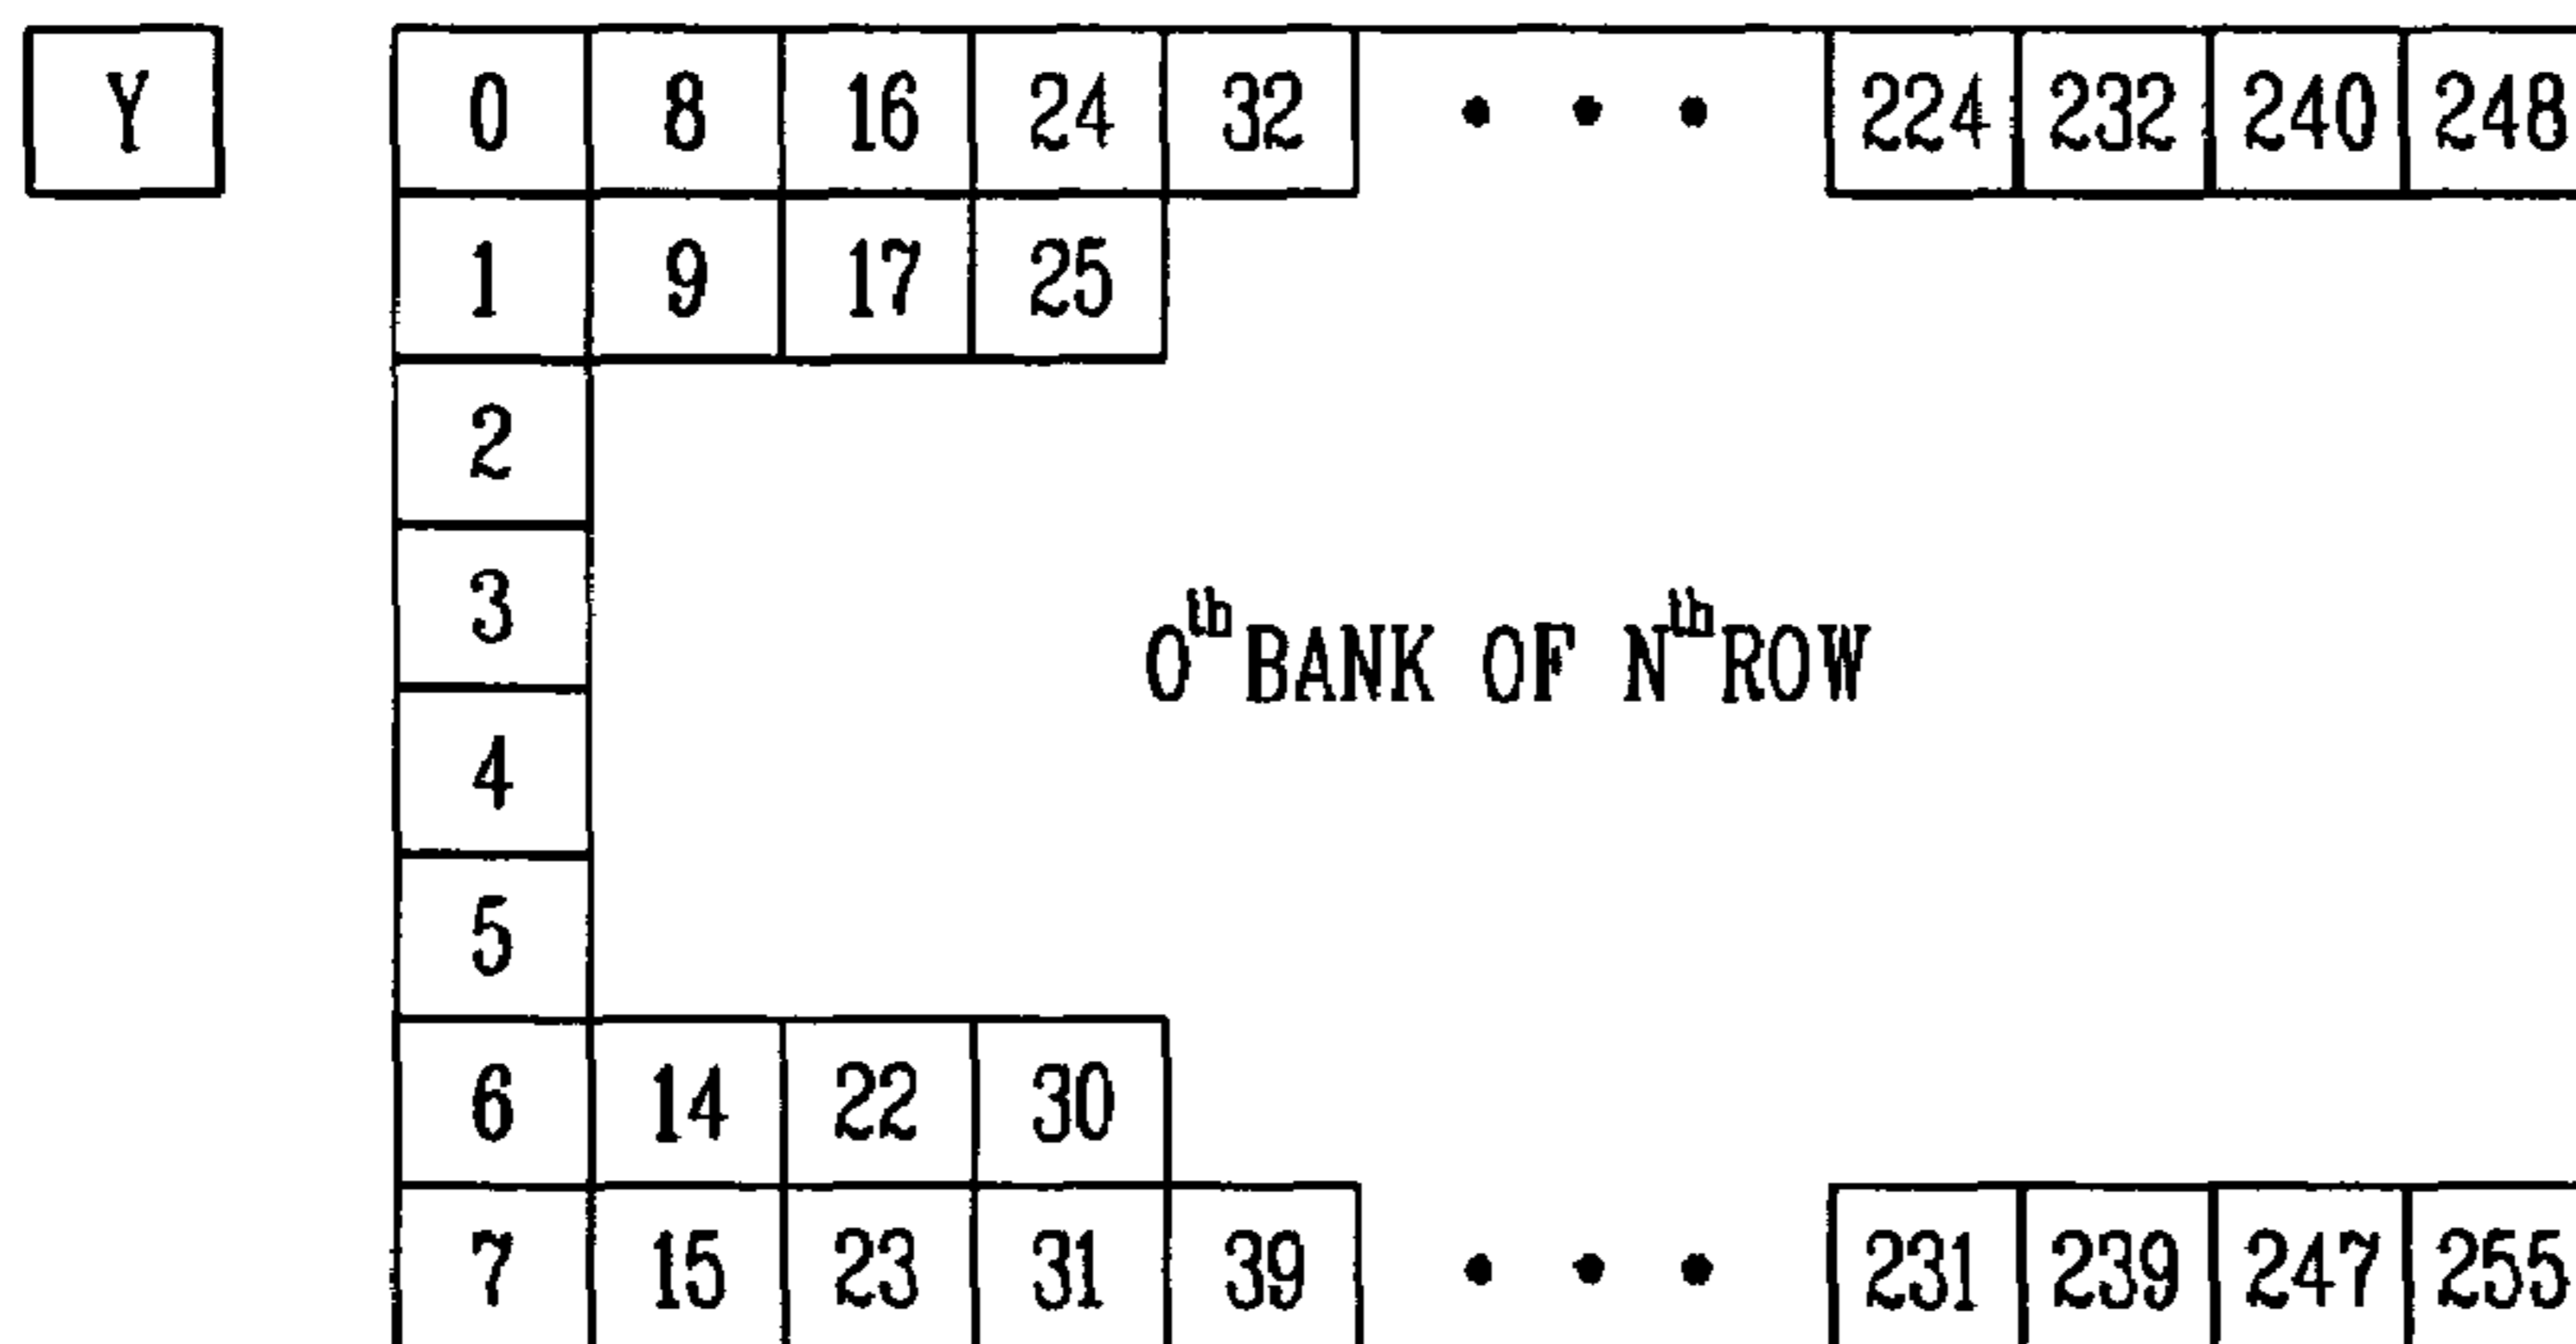 Y 0 8 16 24 32 • • • 224 232 240 248
1 9 17 25
2
3
0th BANK OF Nth ROW
4
5
6 14 22 30
7 15 23 31 39 • • • 231 239 247 255